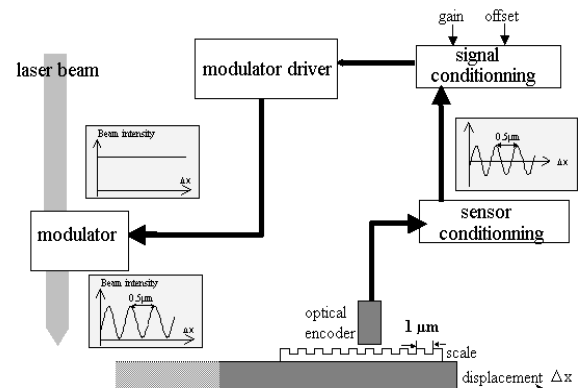 gain offset
laser beam
modulator driver
signal
conditionning
Beam intensity
Δx
0.5μm
Δx
modulator
sensor
conditionning
Beam intensity
0.5μm
Δx
optical
encoder
1 μm
scale
displacement Δx